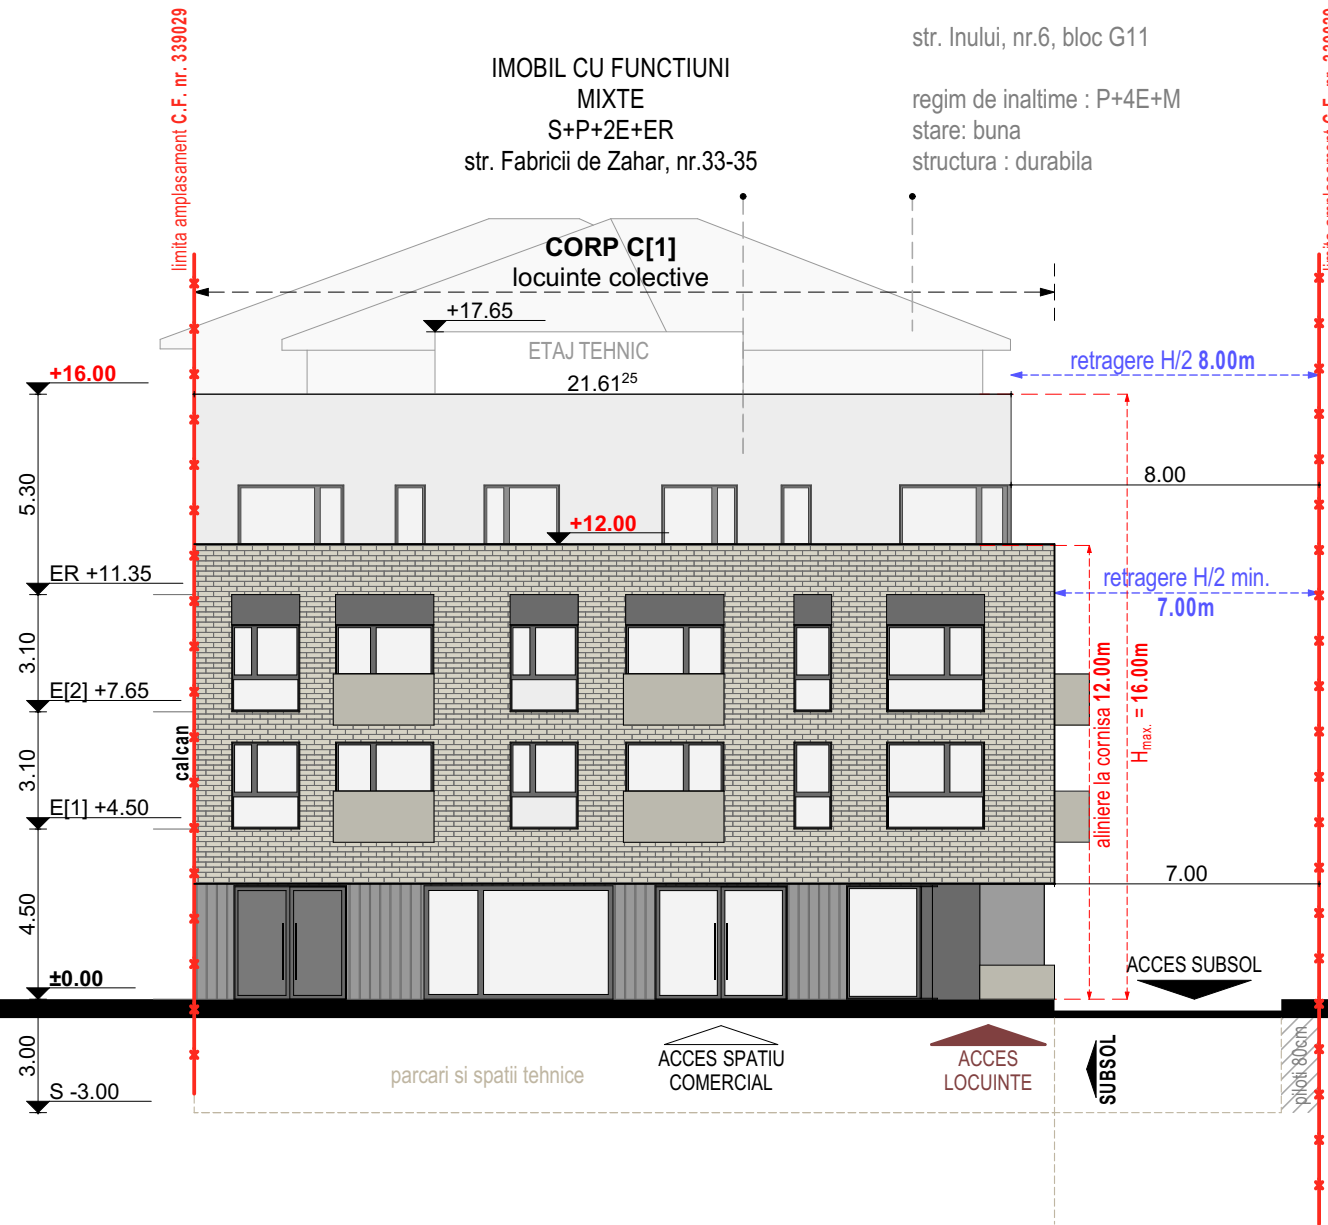 limita amplasament C.F. nr. 339029
IMOBIL CU FUNCTIUNI
MIXTE
S+P+2E+ER
str. Fabricii de Zahar, nr.33-35
str. Inului, nr.6, bloc G11
regim de inaltime : P+4E+M
stare: buna
structura : durabila
CORP C[1]
locuinte colective
+17.65
ETAJ TEHNIC
21.61²⁵
+16.00
retragere H/2 8.00m
5.30
8.00
+12.00
ER +11.35
retragere H/2 min.
7.00m
3.10
E[2] +7.65
calcan
3.10
E[1] +4.50
aliniere la cornisa 12.00m
Hmax. = 16.00m
7.00
4.50
±0.00
ACCES SUBSOL
3.00
S -3.00
parcari si spatii tehnice
ACCES SPATIU
COMERCIAL
ACCES
LOCUINTE
SUBSOL
piloti 80cm